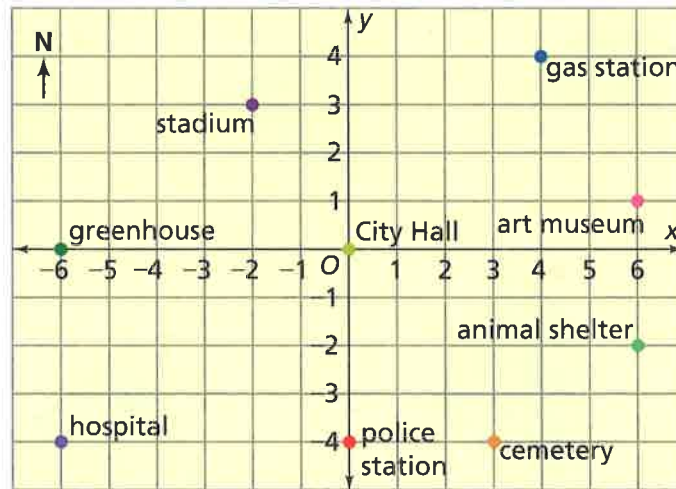 N
y
4
gas station
3
stadium
2
1
greenhouse
City Hall
art museum
x
–6 –5 –4 –3 –2 –1 O 1 2 3 4 5 6
–1
animal shelter
–2
–3
hospital
–4
police
station
cemetery